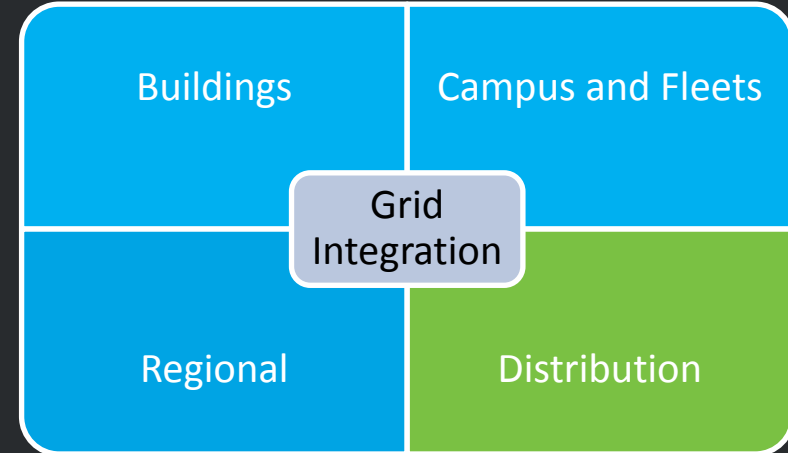 Buildings
Campus and Fleets
Grid
Integration
Regional
Distribution